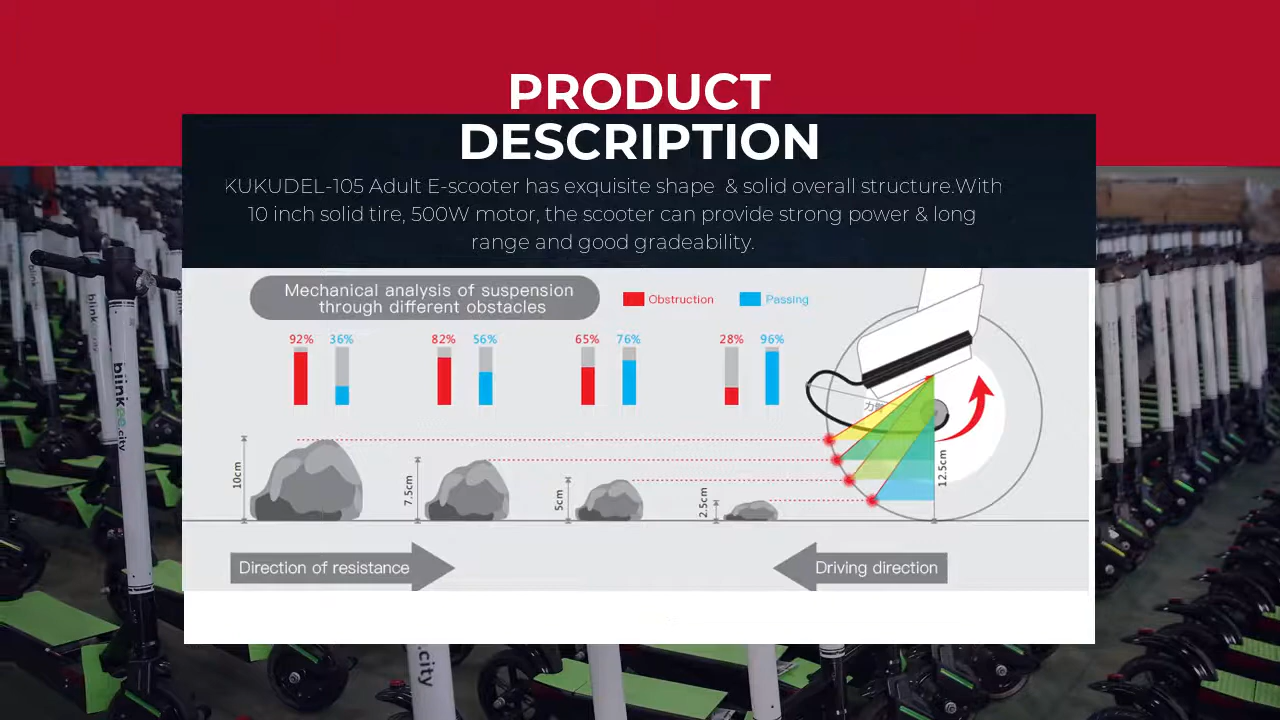 PRODUCT
DESCRIPTION
KUKUDEL-105 Adult E-scooter has exquisite shape & solid overall structure.With
10 inch solid tire, 500W motor, the scooter can provide strong power & long
range and good gradeability.
Mechanical analysis of suspension
through different obstacles
Obstruction
Passing
92%
36%
82%
56%
65%
76%
28%
96%
10cm
7.5cm
5cm
2.5cm
12.5cm
Direction of resistance
Driving direction
blinkee.city
.city